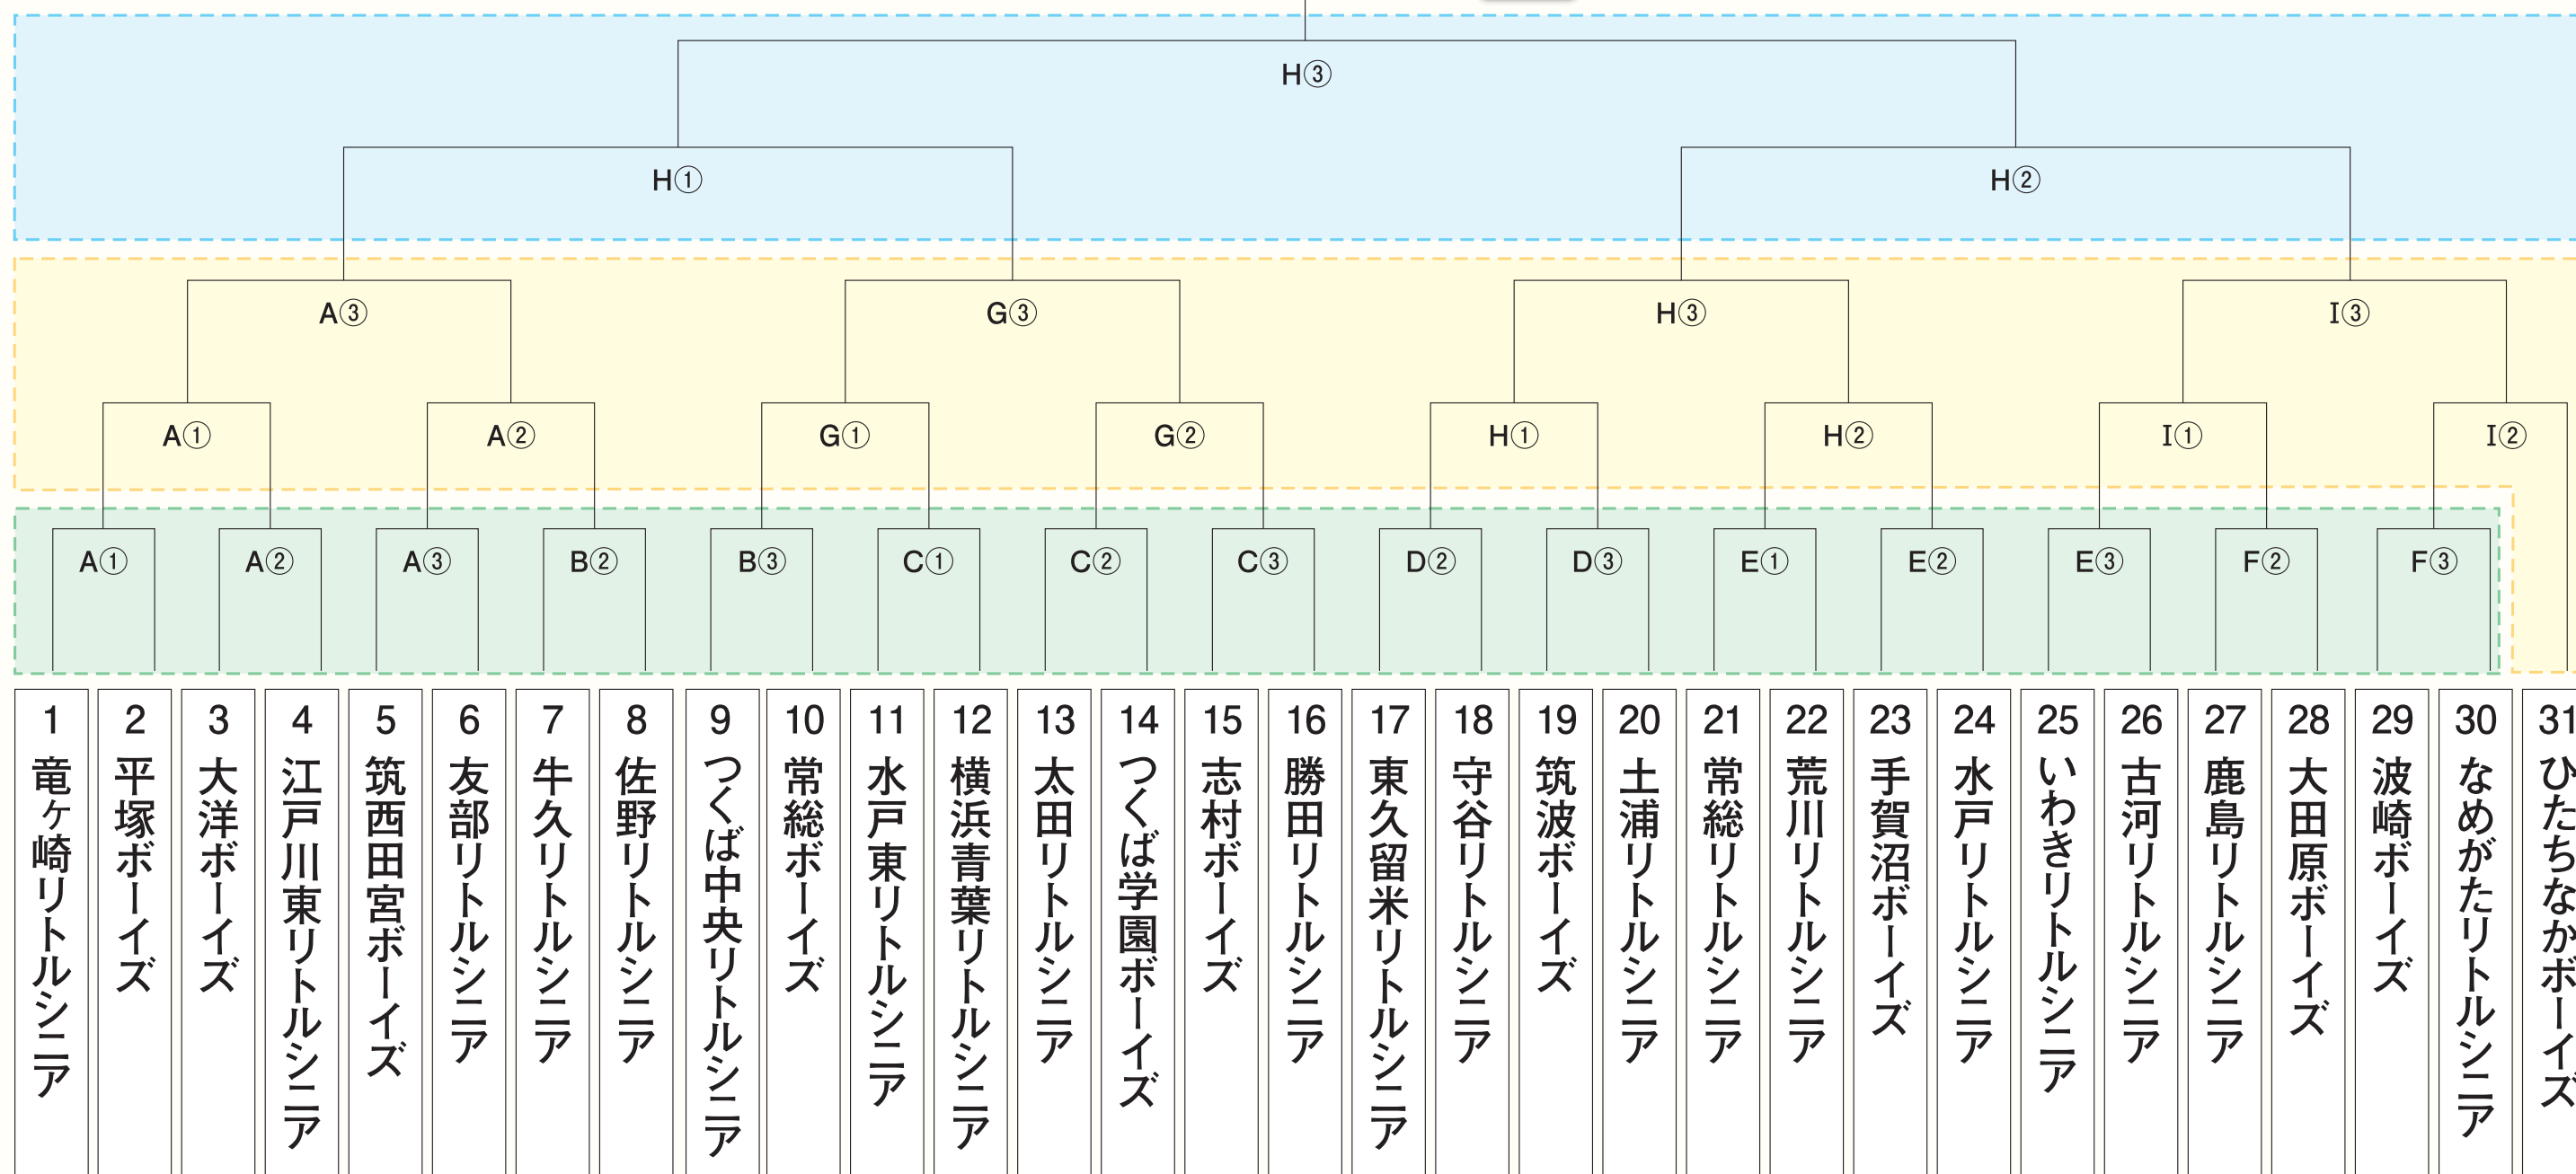 H③
H① H②
A③ G③ H③ I③
A① A② G① G② H① H② I① I②
A① A② A③ B② B③ C① C② C③ D② D③ E① E② E③ F② F③
1 竜ヶ崎リトルシニア
2 平塚ボーイズ
3 大洋ボーイズ
4 江戸川東リトルシニア
5 筑西田宮ボーイズ
6 友部リトルシニア
7 牛久リトルシニア
8 佐野リトルシニア
9 つくば中央リトルシニア
10 常総ボーイズ
11 水戸東リトルシニア
12 横浜青葉リトルシニア
13 太田リトルシニア
14 つくば学園ボーイズ
15 志村ボーイズ
16 勝田リトルシニア
17 東久留米リトルシニア
18 守谷リトルシニア
19 筑波ボーイズ
20 土浦リトルシニア
21 常総リトルシニア
22 荒川リトルシニア
23 手賀沼ボーイズ
24 水戸リトルシニア
25 いわきリトルシニア
26 古河リトルシニア
27 鹿島リトルシニア
28 大田原ボーイズ
29 波崎ボーイズ
30 なめがたリトルシニア
31 ひたちなかボーイズ